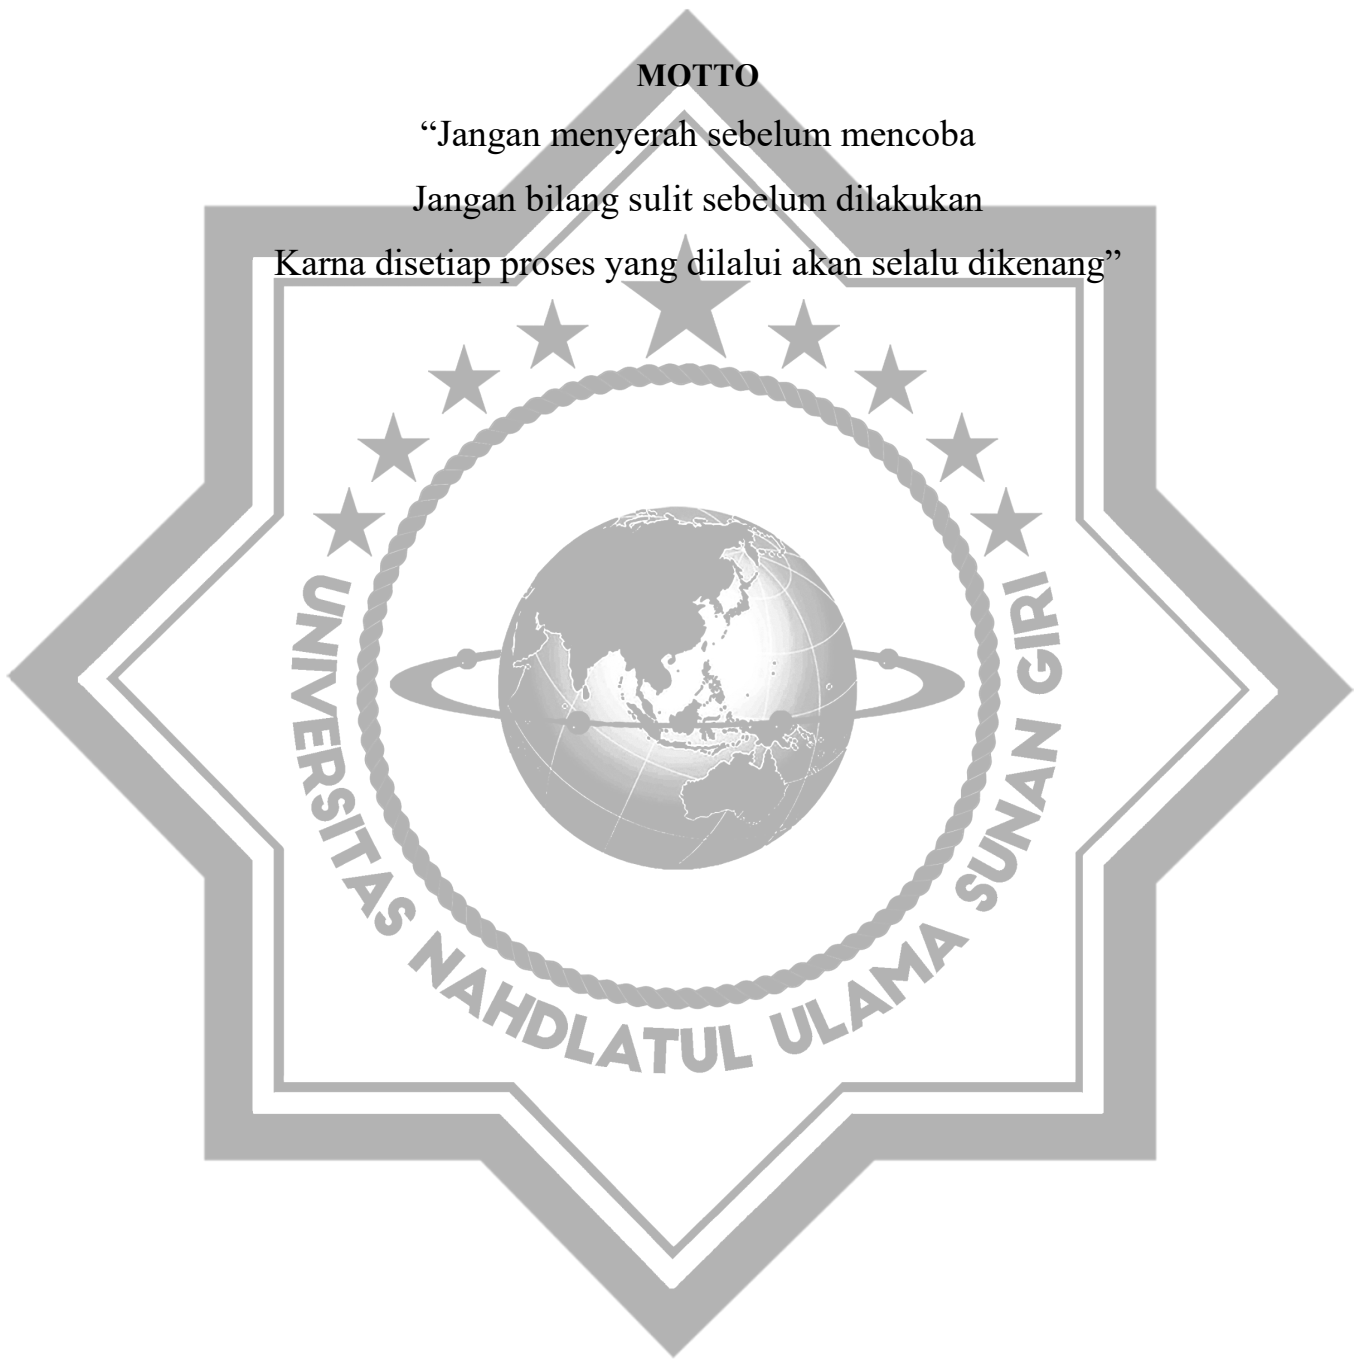 MOTTO
“Jangan menyerah sebelum mencoba
Jangan bilang sulit sebelum dilakukan
Karna disetiap proses yang dilalui akan selalu dikenang”
UNIVERSITAS NAHDLATUL ULAMA SUNAN GIRI